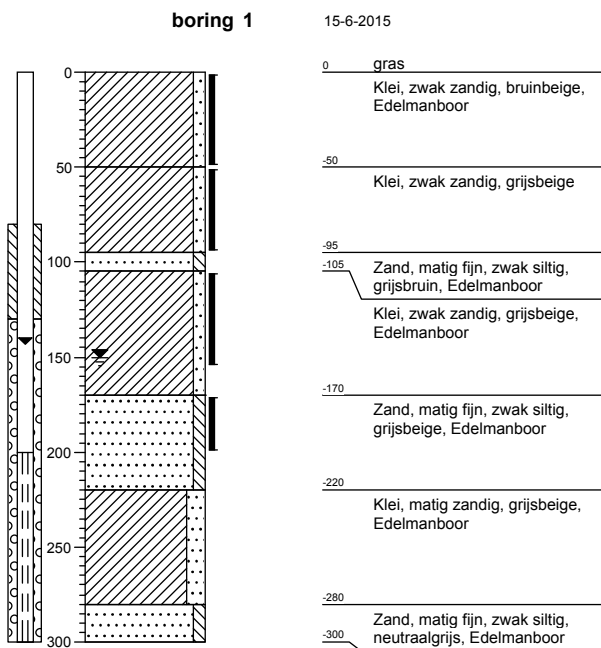 boring 1
15-6-2015
0
50
100
150
200
250
300
0 gras
Klei, zwak zandig, bruinbeige,
Edelmanboor
-50
Klei, zwak zandig, grijsbeige
-95
Zand, matig fijn, zwak siltig,
grijsbruin, Edelmanboor
-105
Klei, zwak zandig, grijsbeige,
Edelmanboor
-170
Zand, matig fijn, zwak siltig,
grijsbeige, Edelmanboor
-220
Klei, matig zandig, grijsbeige,
Edelmanboor
-280
Zand, matig fijn, zwak siltig,
neutraalgrijs, Edelmanboor
-300